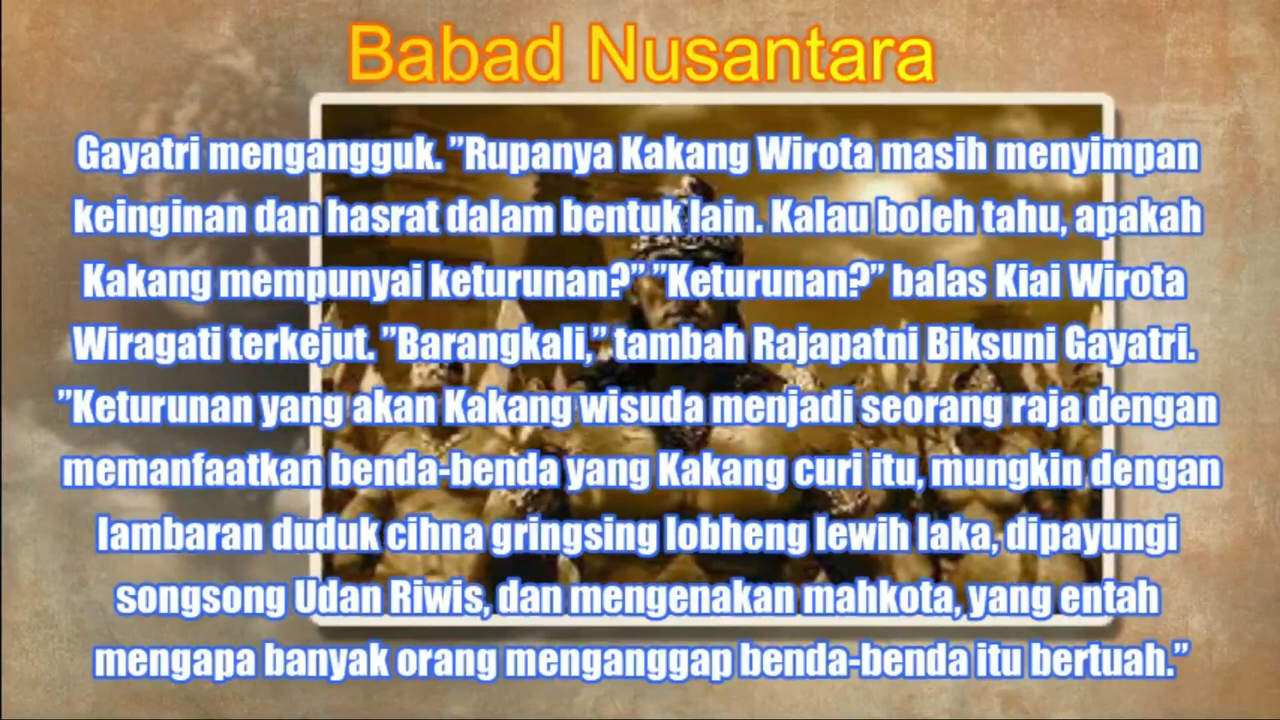 Babad Nusantara
Gayatri mengangguk. ”Rupanya Kakang Wirota masih menyimpan
keinginan dan hasrat dalam bentuk lain. Kalau boleh tahu, apakah
Kakang mempunyai keturunan?” ”Keturunan?” balas Kiai Wirota
Wiragati terkejut. ”Barangkali,” tambah Rajapatni Biksuni Gayatri.
”Keturunan yang akan Kakang wisuda menjadi seorang raja dengan
memanfaatkan benda-benda yang Kakang curi itu, mungkin dengan
lambaran duduk cihna gringsing lobheng lewih laka, dipayungi
songsong Udan Riwis, dan mengenakan mahkota, yang entah
mengapa banyak orang menganggap benda-benda itu bertuah.”